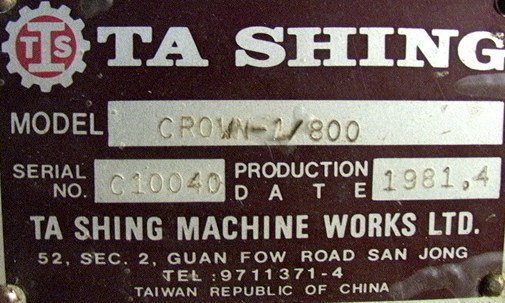 TIS TA SHING
MODEL CROWN-1/800
SERIAL NO. C10040 PRODUCTION DATE 1981.4
TA SHING MACHINE WORKS LTD.
52, SEC. 2, GUAN FOW ROAD SAN JONG
TEL :9711371-4
TAIWAN REPUBLIC OF CHINA